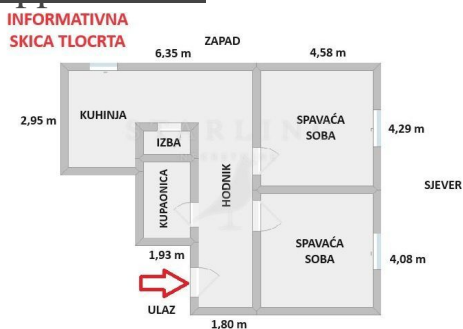 INFORMATIVNA
SKICA TLOCRTA
ZAPAD
6,35 m
4,58 m
2,95 m
KUHINJA
SPAVAĆA
SOBA
4,29 m
IZBA
HODNIK
KUPAONICA
SJEVER
SPAVAĆA
SOBA
1,93 m
4,08 m
ULAZ
1,80 m